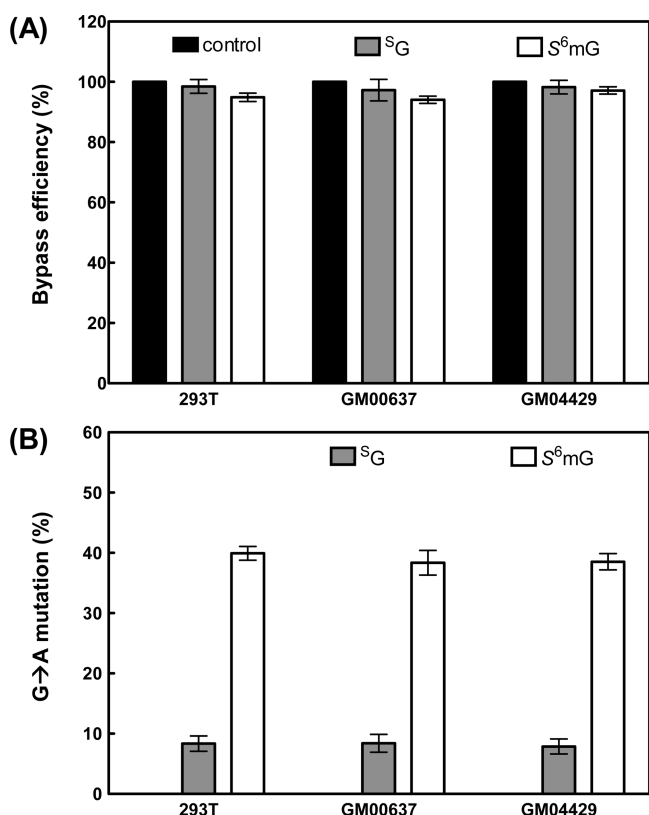 (A)
120
control
ˢG
S⁶mG
100
80
60
40
20
0
Bypass efficiency (%)
293T
GM00637
GM04429
(B)
60
ˢG
S⁶mG
50
40
30
20
10
0
G→A mutation (%)
293T
GM00637
GM04429